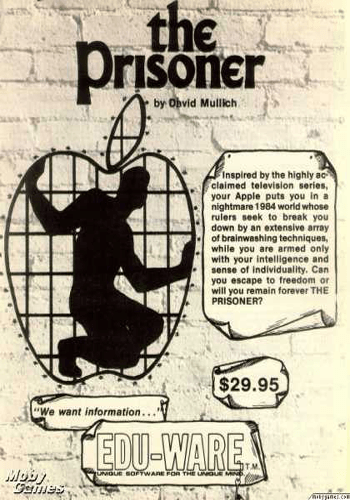 the
Prisoner
by David Mullich
Inspired by the highly ac-
claimed television series,
your Apple puts you in a
nightmare 1984 world whose
rulers seek to break you
down by an extensive array
of brainwashing techniques,
while you are armed only
with your intelligence and
sense of individuality. Can
you escape to freedom or
will you remain forever THE
PRISONER?
$29.95
"We want information..."
EDU-WARE T.M.
UNIQUE SOFTWARE FOR THE UNIQUE MIND
Moby
Games
mobygames.com